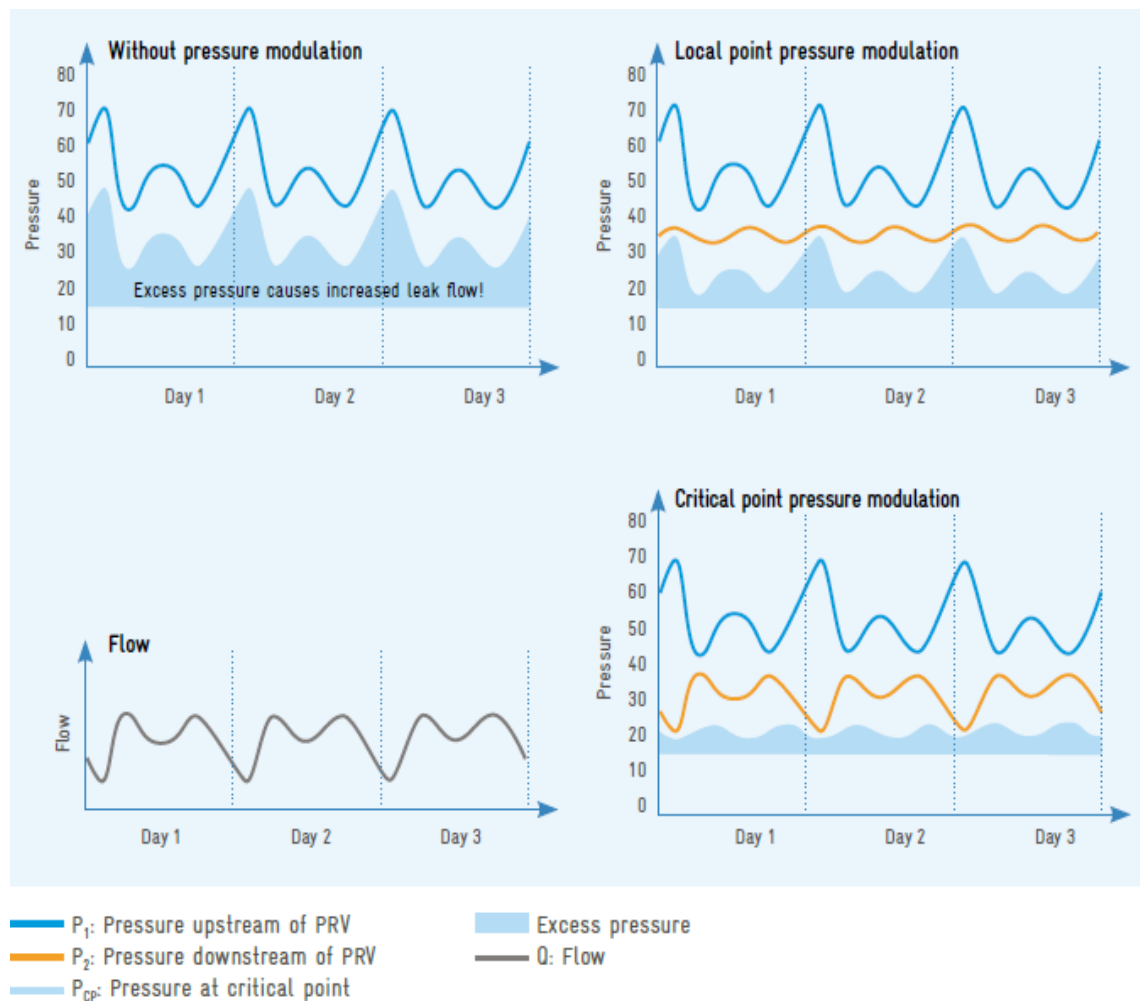 Without pressure modulation
80
70
60
50
40
30
20
10
0
Pressure
Excess pressure causes increased leak flow!
Day 1
Day 2
Day 3
Local point pressure modulation
80
70
60
50
40
30
20
10
0
Pressure
Day 1
Day 2
Day 3
Flow
Flow
Day 1
Day 2
Day 3
Critical point pressure modulation
80
70
60
50
40
30
20
10
0
Pressure
Day 1
Day 2
Day 3
P₁: Pressure upstream of PRV
P₂: Pressure downstream of PRV
P_CP: Pressure at critical point
Excess pressure
Q: Flow